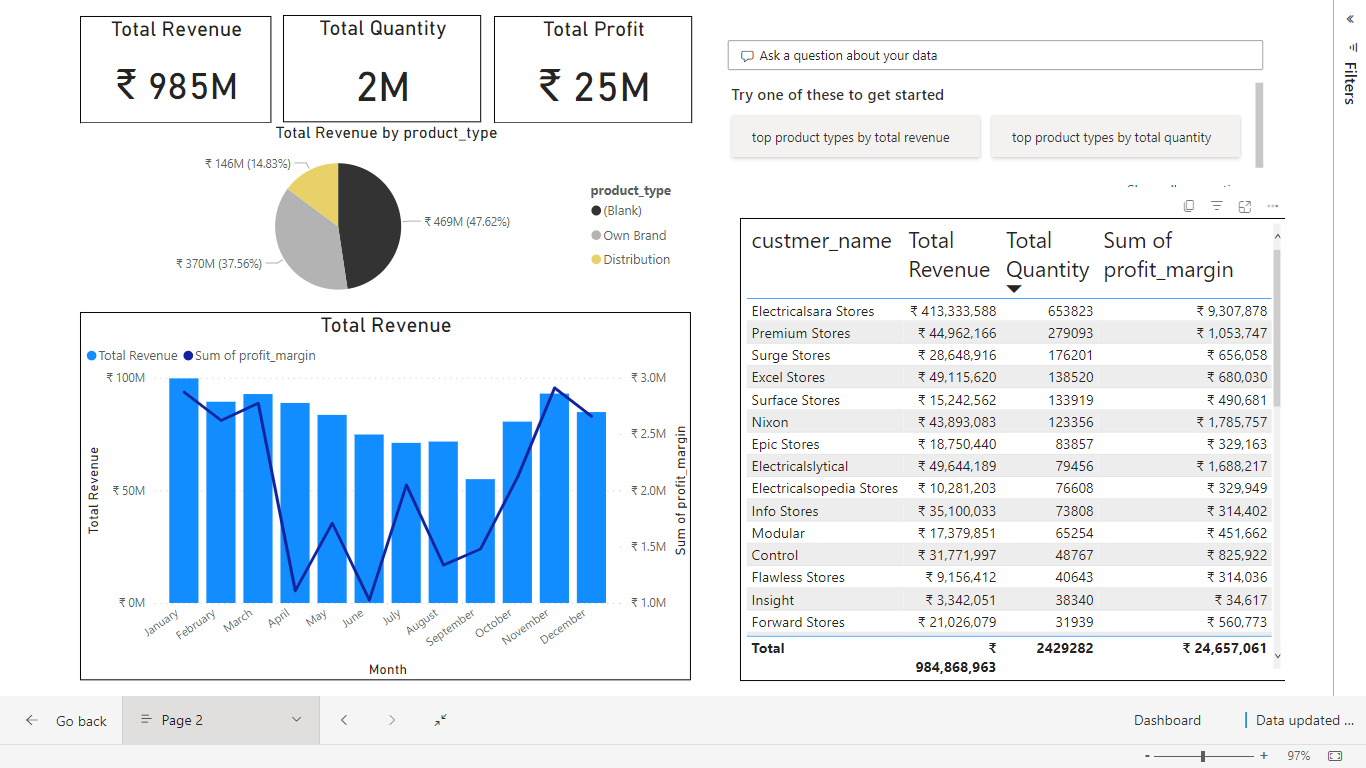 Total Revenue
₹ 985M
Total Quantity
2M
Total Profit
₹ 25M
Total Revenue by product_type
₹ 146M (14.83%)
₹ 469M (47.62%)
₹ 370M (37.56%)
product_type
(Blank)
Own Brand
Distribution
Total Revenue
Total Revenue Sum of profit_margin
₹ 100M
₹ 50M
₹ 0M
Total Revenue
₹ 3.0M
₹ 2.5M
₹ 2.0M
₹ 1.5M
₹ 1.0M
Sum of profit_margin
January February March April May June July August September October November December
Month
Ask a question about your data
Try one of these to get started
top product types by total revenue
top product types by total quantity
custmer_name Total Revenue Total Quantity Sum of profit_margin
Electricalsara Stores ₹ 413,333,588 653823 ₹ 9,307,878
Premium Stores ₹ 44,962,166 279093 ₹ 1,053,747
Surge Stores ₹ 28,648,916 176201 ₹ 656,058
Excel Stores ₹ 49,115,620 138520 ₹ 680,030
Surface Stores ₹ 15,242,562 133919 ₹ 490,681
Nixon ₹ 43,893,083 123356 ₹ 1,785,757
Epic Stores ₹ 18,750,440 83857 ₹ 329,163
Electricalslytical ₹ 49,644,189 79456 ₹ 1,688,217
Electricalsopedia Stores ₹ 10,281,203 76608 ₹ 329,949
Info Stores ₹ 35,100,033 73808 ₹ 314,402
Modular ₹ 17,379,851 65254 ₹ 451,662
Control ₹ 31,771,997 48767 ₹ 825,922
Flawless Stores ₹ 9,156,412 40643 ₹ 314,036
Insight ₹ 3,342,051 38340 ₹ 34,617
Forward Stores ₹ 21,026,079 31939 ₹ 560,773
Total ₹ 984,868,963 2429282 ₹ 24,657,061
Filters
Go back
Page 2
Dashboard
Data updated ...
- + 97%